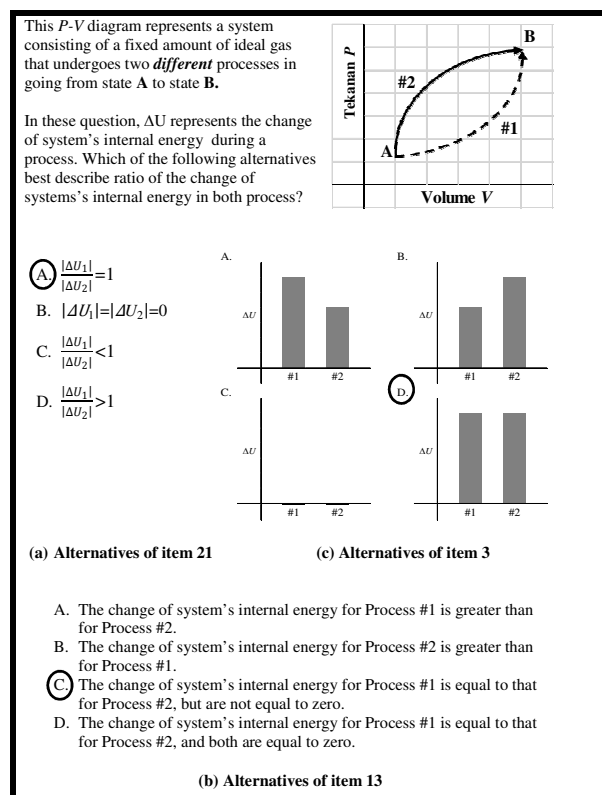 This P-V diagram represents a system
consisting of a fixed amount of ideal gas
that undergoes two different processes in
going from state A to state B.
In these question, ΔU represents the change
of system's internal energy during a
process. Which of the following alternatives
best describe ratio of the change of
systems's internal energy in both process?
Tekanan P
B
#2
#1
A
Volume V
A. |ΔU₁|/|ΔU₂|=1
B. |ΔU₁|=|ΔU₂|=0
C. |ΔU₁|/|ΔU₂|<1
D. |ΔU₁|/|ΔU₂|>1
A.
ΔU
#1 #2
B.
ΔU
#1 #2
C.
ΔU
#1 #2
D.
ΔU
#1 #2
(a) Alternatives of item 21
(c) Alternatives of item 3
A. The change of system's internal energy for Process #1 is greater than
for Process #2.
B. The change of system's internal energy for Process #2 is greater than
for Process #1.
C. The change of system's internal energy for Process #1 is equal to that
for Process #2, but are not equal to zero.
D. The change of system's internal energy for Process #1 is equal to that
for Process #2, and both are equal to zero.
(b) Alternatives of item 13